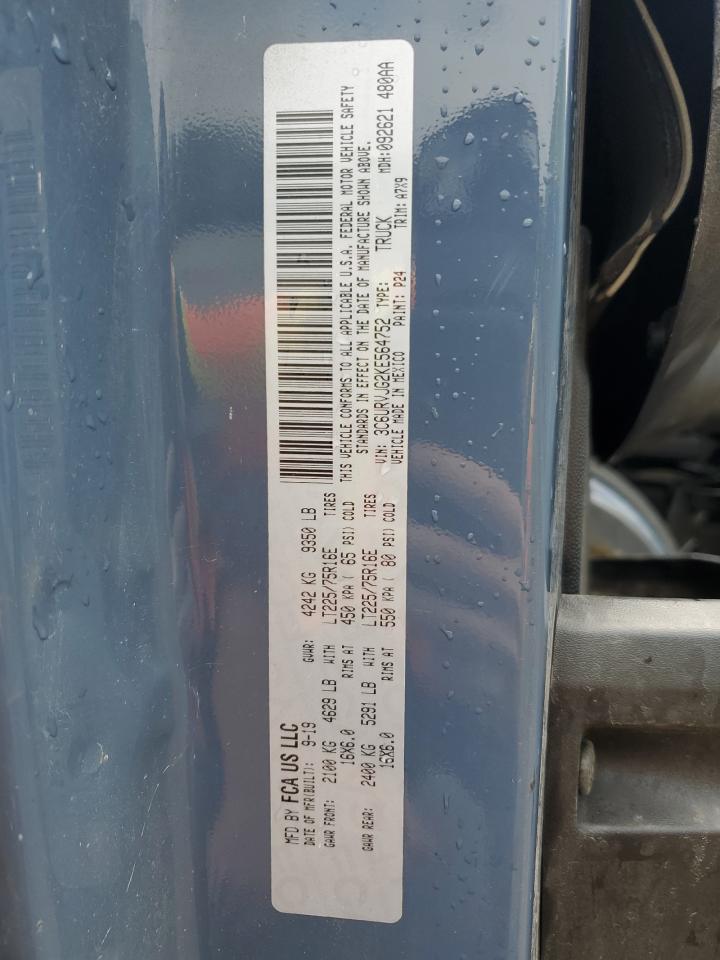 MFD BY FCA US LLC
DATE OF MFR(BUILT): 9-19 GVWR: 4242 KG 9350 LB
GAWR FRONT: 2100 KG 4629 LB WITH LT225/75R16E TIRES
16X6.0 RIMS AT 450 KPA ( 65 PSI) COLD
GAWR REAR: 2400 KG 5291 LB WITH LT225/75R16E TIRES
16X6.0 RIMS AT 550 KPA ( 80 PSI) COLD
THIS VEHICLE CONFORMS TO ALL APPLICABLE U.S.A. FEDERAL MOTOR VEHICLE SAFETY
STANDARDS IN EFFECT ON THE DATE OF MANUFACTURE SHOWN ABOVE.
VIN: 3C6URVJG2KE564752 TYPE: TRUCK MDH:092621 480AA
VEHICLE MADE IN MEXICO PAINT: P24 TRIM: A7X9